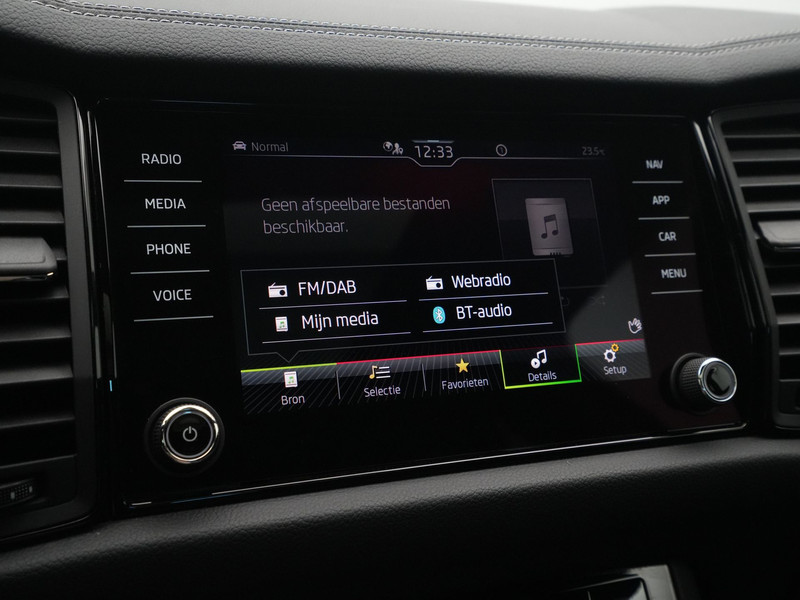 RADIO
MEDIA
PHONE
VOICE
Normal
12:33
1
23.5°C
Geen afspeelbare bestanden
beschikbaar.
FM/DAB
Webradio
Mijn media
BT-audio
Bron
Selectie
Favorieten
Details
Setup
NAV
APP
CAR
MENU